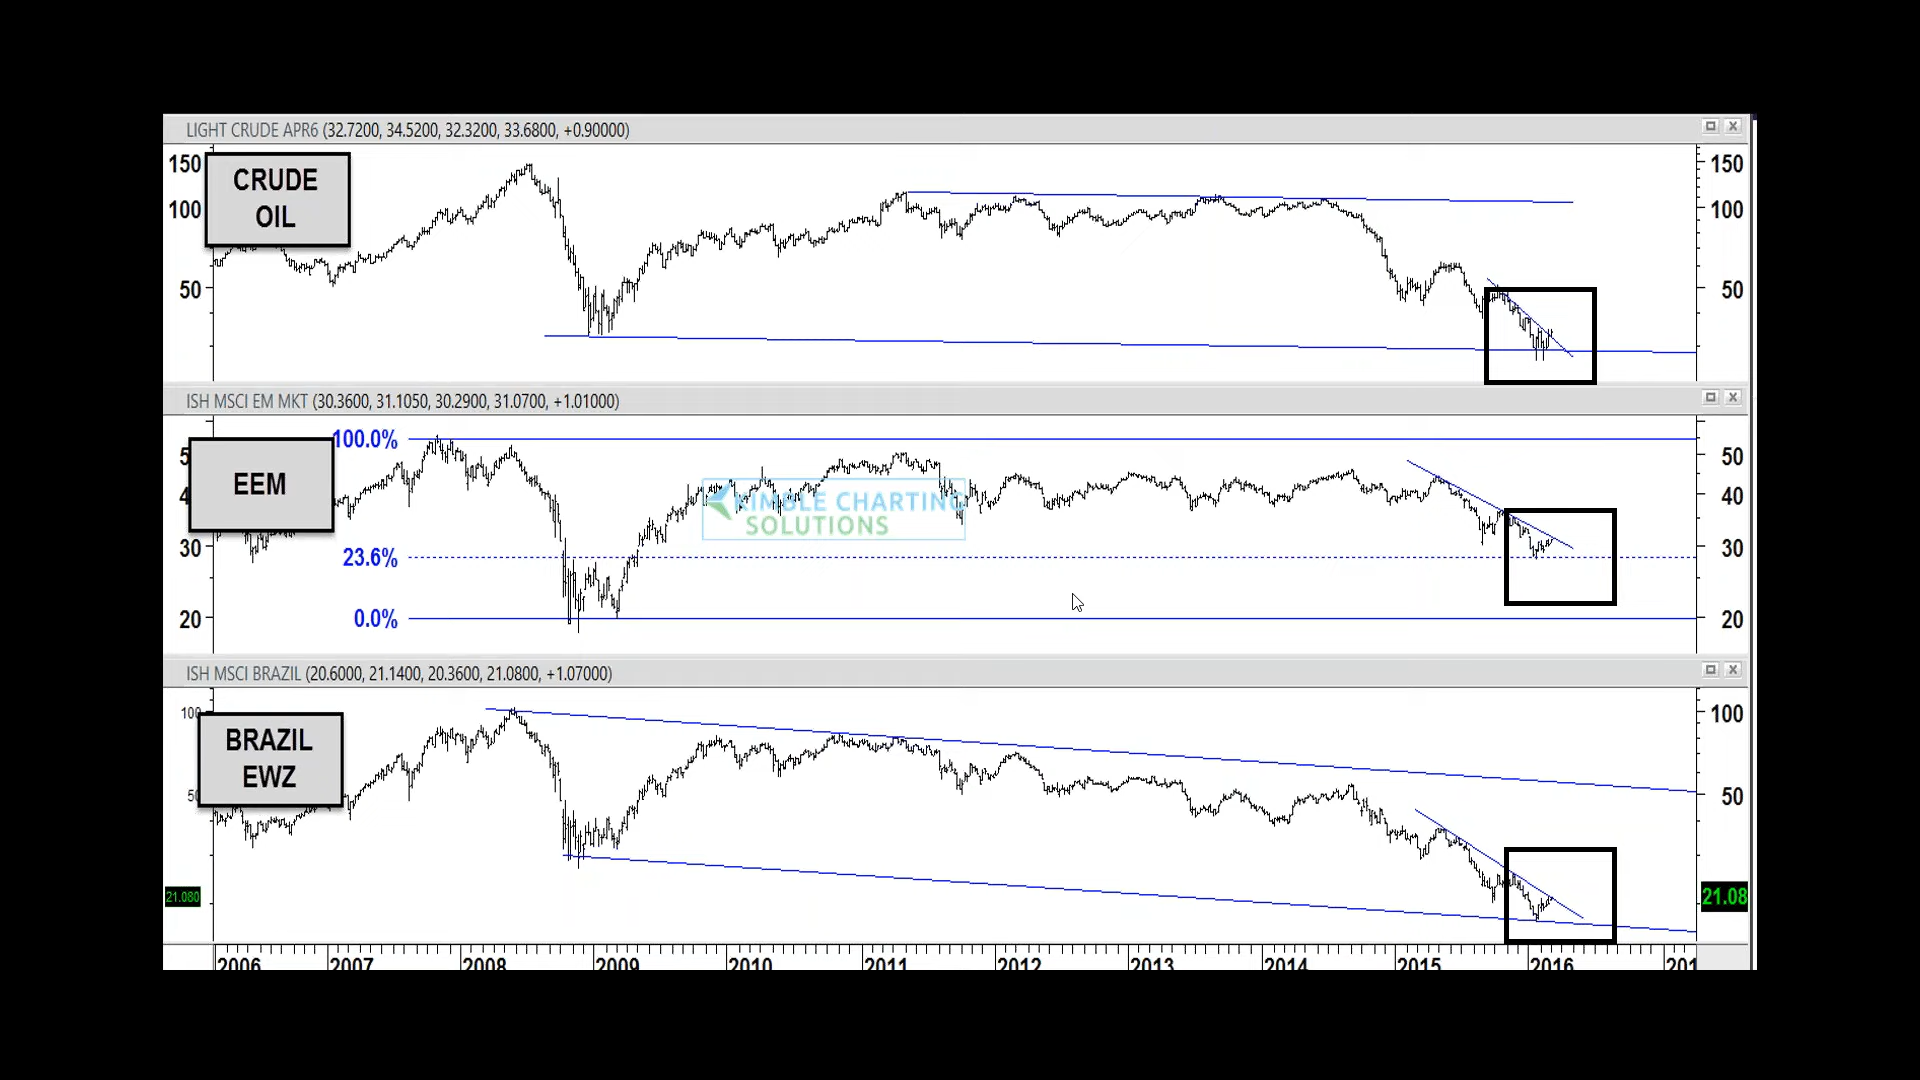 LIGHT CRUDE APR6 (32.7200, 34.5200, 32.3200, 33.6800, +0.90000)
CRUDE
OIL
150
100
50
150
100
50
ISH MSCI EM MKT (30.3600, 31.1050, 30.2900, 31.0700, +1.01000)
EEM
100.0%
23.6%
0.0%
5
4
30
20
50
40
30
20
KIMBLE CHARTING
SOLUTIONS
ISH MSCI BRAZIL (20.6000, 21.1400, 20.3600, 21.0800, +1.07000)
BRAZIL
EWZ
100
50
21.080
100
50
21.08
2006 2007 2008 2009 2010 2011 2012 2013 2014 2015 2016 201